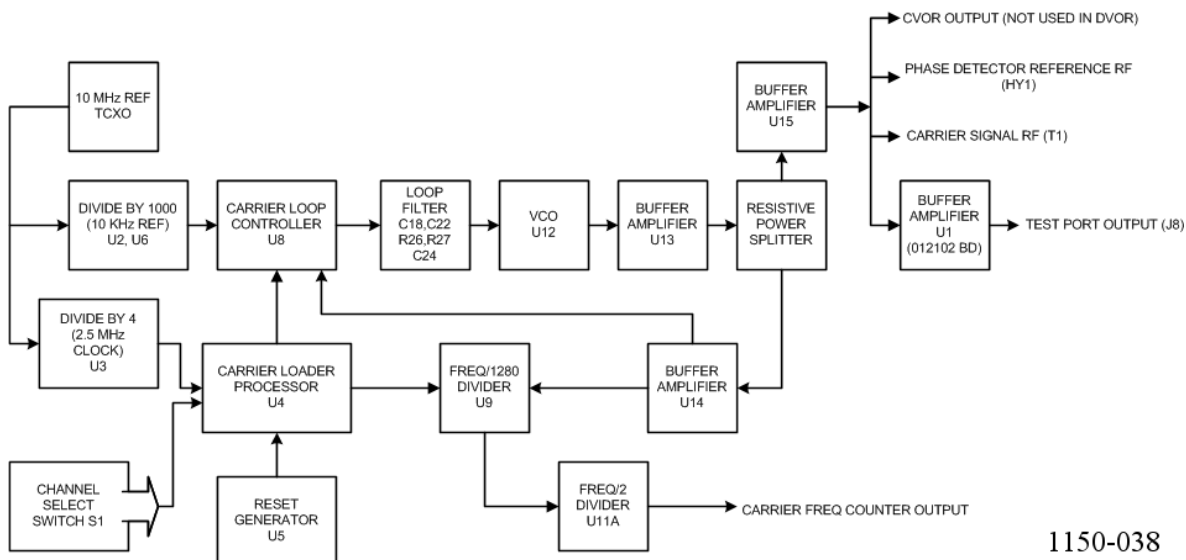 CVOR OUTPUT (NOT USED IN DVOR)
10 MHz REF
TCXO
BUFFER
AMPLIFIER
U15
PHASE DETECTOR REFERENCE RF
(HY1)
CARRIER SIGNAL RF (T1)
DIVIDE BY 1000
(10 KHz REF)
U2, U6
CARRIER LOOP
CONTROLLER
U8
LOOP
FILTER
C18,C22
R26,R27
C24
VCO
U12
BUFFER
AMPLIFIER
U13
RESISTIVE
POWER
SPLITTER
BUFFER
AMPLIFIER
U1
(012102 BD)
TEST PORT OUTPUT (J8)
DIVIDE BY 4
(2.5 MHz
CLOCK)
U3
CARRIER LOADER
PROCESSOR
U4
FREQ/1280
DIVIDER
U9
BUFFER
AMPLIFIER
U14
CHANNEL
SELECT
SWITCH S1
RESET
GENERATOR
U5
FREQ/2
DIVIDER
U11A
CARRIER FREQ COUNTER OUTPUT
1150-038